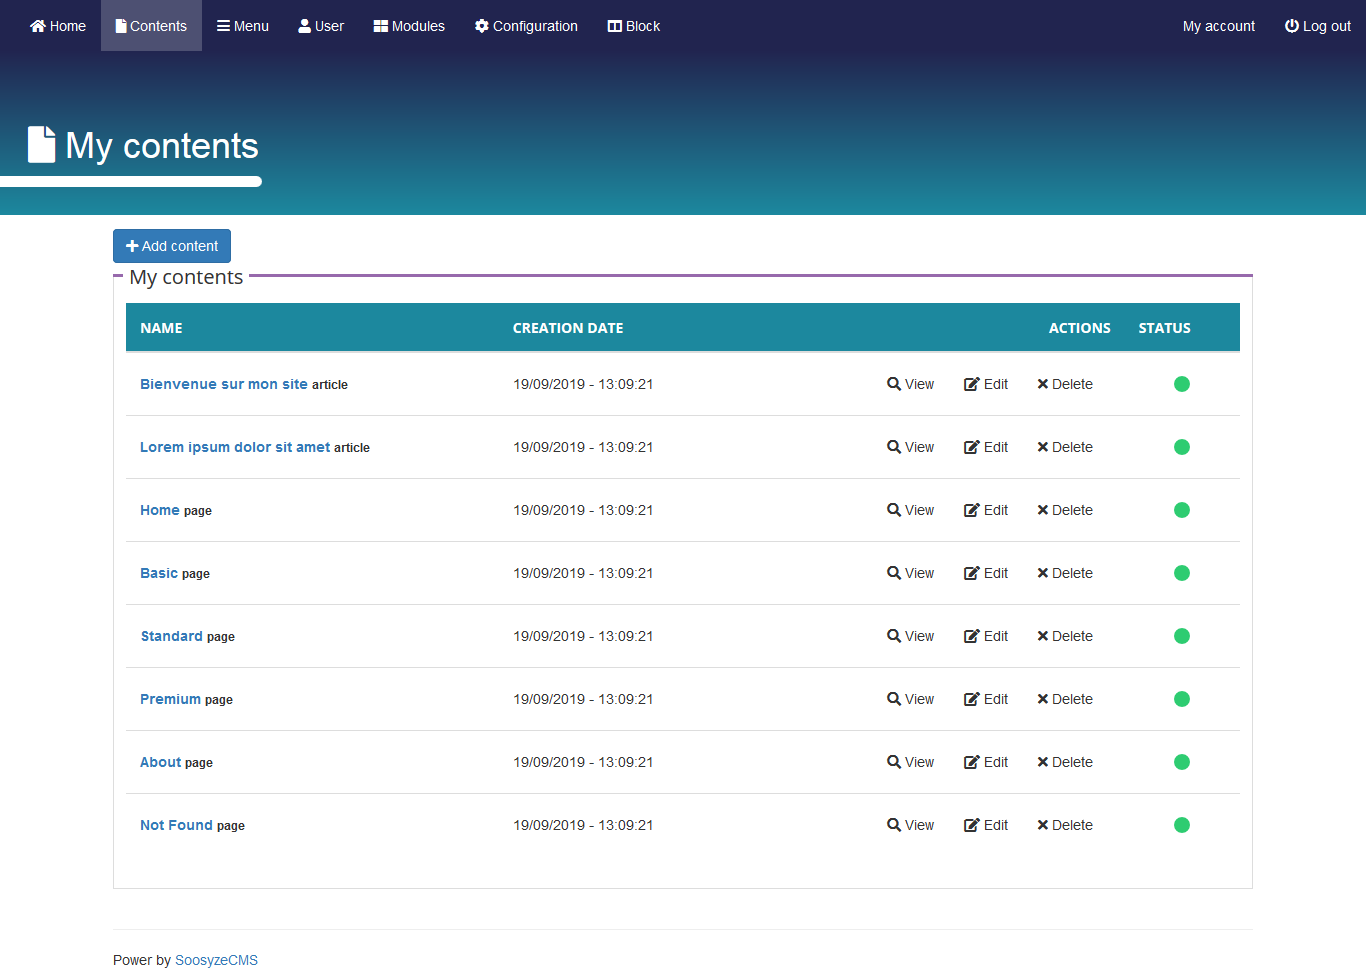 Home Contents Menu User Modules Configuration Block My account Log out
My contents
Add content
My contents
NAME CREATION DATE ACTIONS STATUS
Bienvenue sur mon site article 19/09/2019 - 13:09:21 View Edit Delete
Lorem ipsum dolor sit amet article 19/09/2019 - 13:09:21 View Edit Delete
Home page 19/09/2019 - 13:09:21 View Edit Delete
Basic page 19/09/2019 - 13:09:21 View Edit Delete
Standard page 19/09/2019 - 13:09:21 View Edit Delete
Premium page 19/09/2019 - 13:09:21 View Edit Delete
About page 19/09/2019 - 13:09:21 View Edit Delete
Not Found page 19/09/2019 - 13:09:21 View Edit Delete
Power by SoosyzeCMS